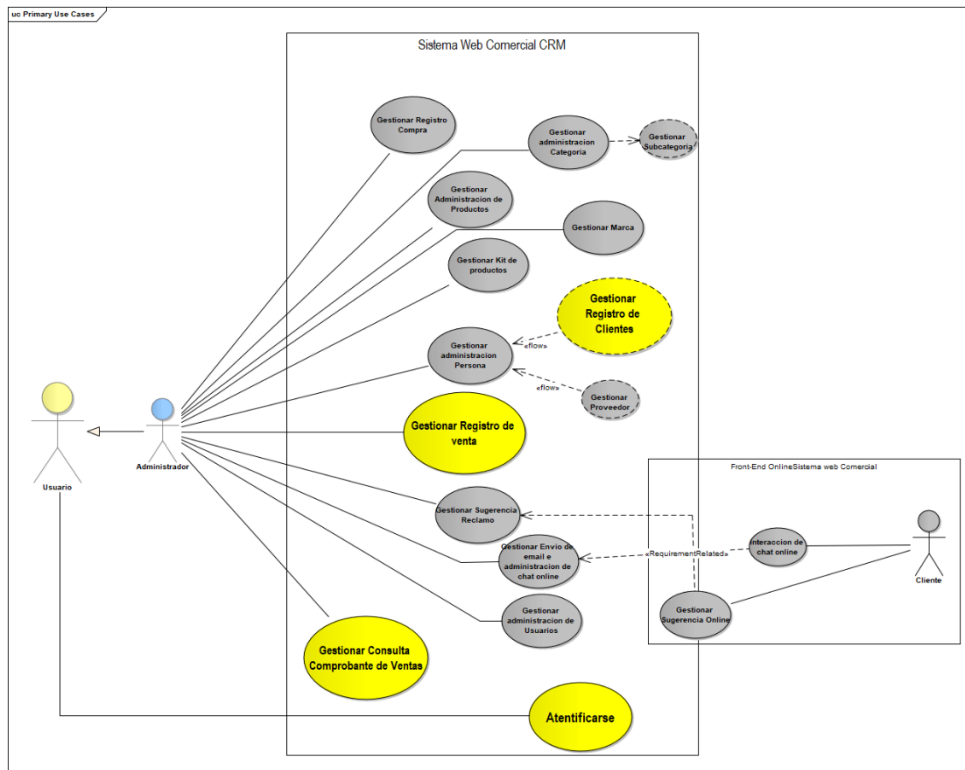 uc Primary Use Cases
Sistema Web Comercial CRM
Gestionar Registro
Compra
Gestionar
administracion
Categoria
Gestionar
Subcategoria
Gestionar
Administracion de
Productos
Gestionar Marca
Gestionar Kit de
productos
Gestionar
Registro de
Clientes
«flow»
Gestionar
administracion
Persona
«flow»
Gestionar
Proveedor
Gestionar Registro de
venta
Usuario
Administrador
Front-End OnlineSistema web Comercial
Gestionar Sugerencia
Reclamo
Gestionar Envio de
email e
administracion de
chat online
«RequirementRelated»
Interaccion de
chat online
Cliente
Gestionar
administracion de
Usuarios
Gestionar
Sugerencia Online
Gestionar Consulta
Comprobante de Ventas
Atentificarse